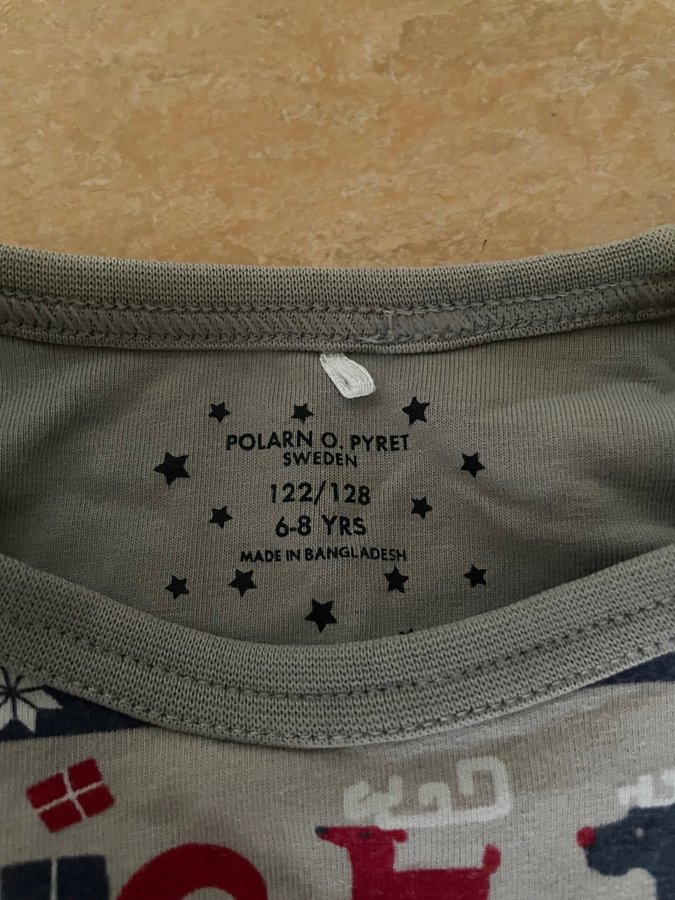 POLARN O. PYRET
SWEDEN
122/128
6-8 YRS
MADE IN BANGLADESH